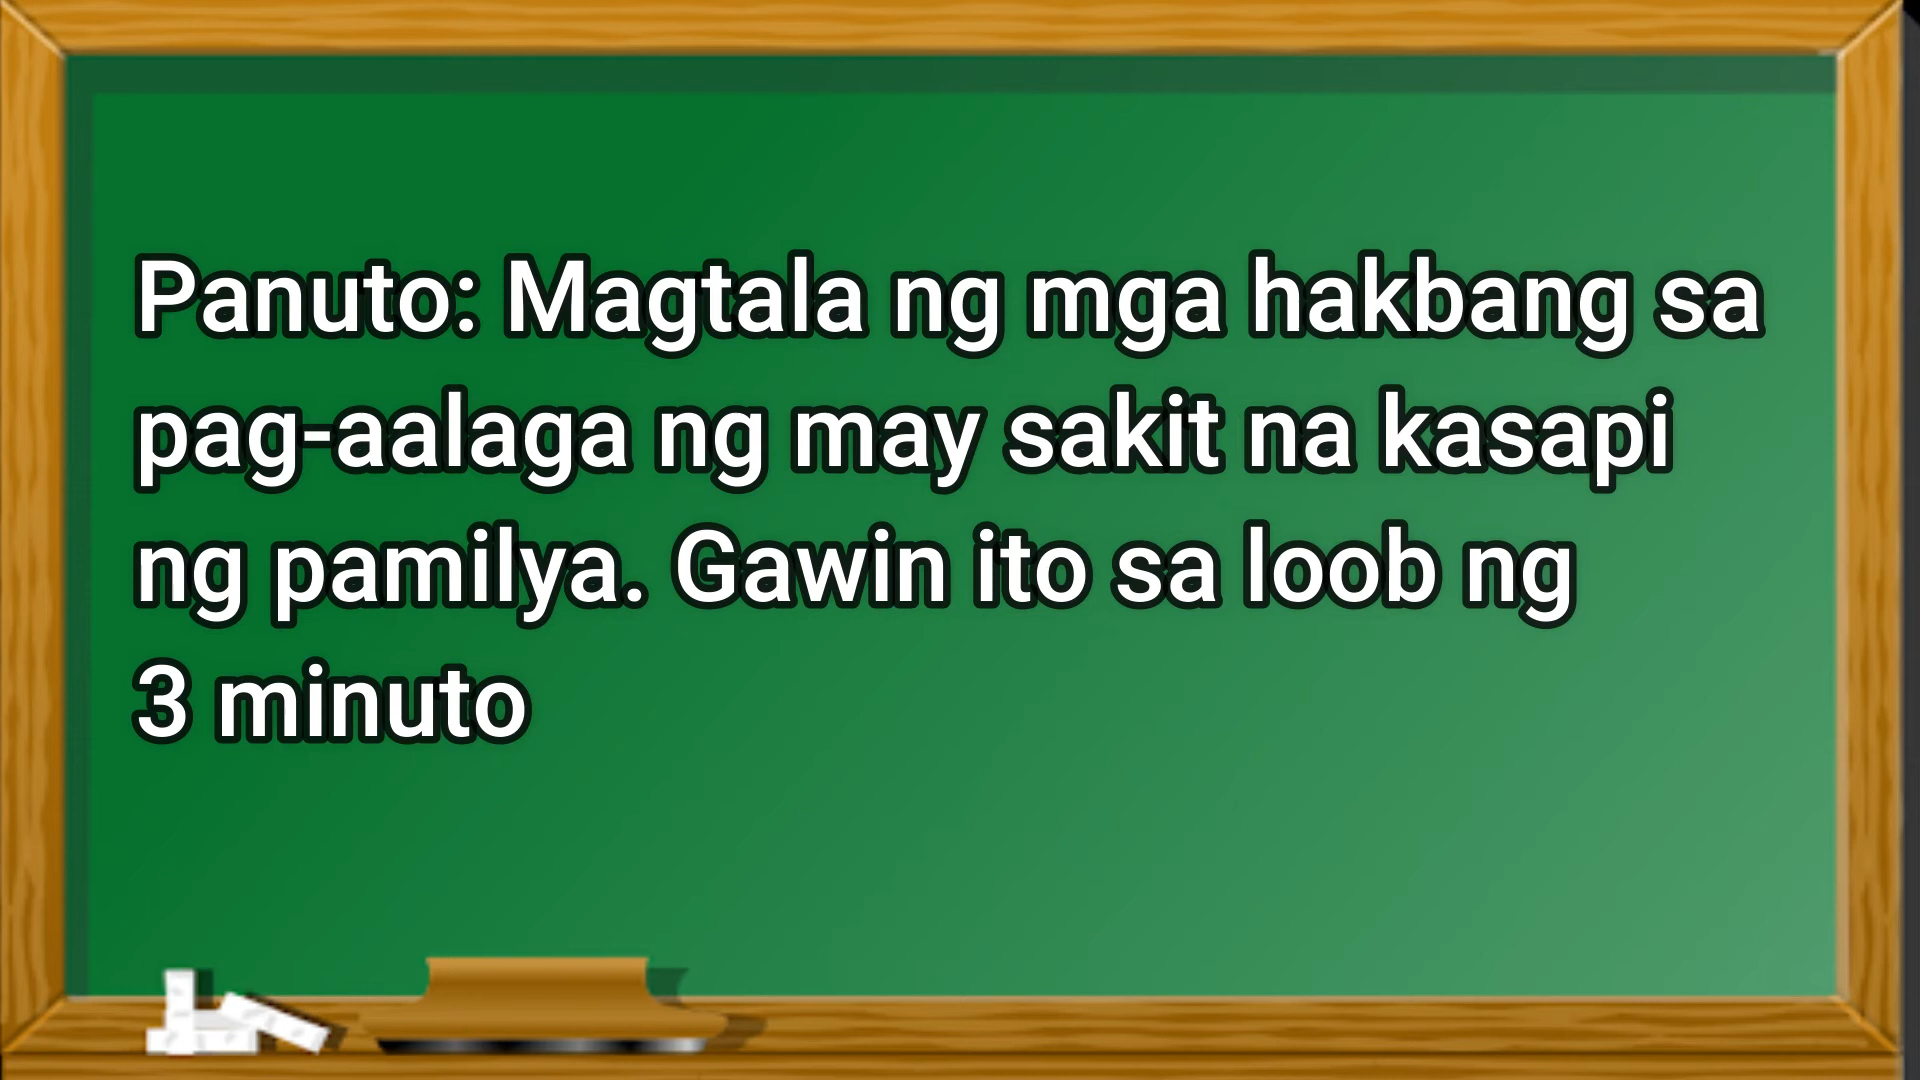 Panuto: Magtala ng mga hakbang sa
pag-aalaga ng may sakit na kasapi
ng pamilya. Gawin ito sa loob ng
3 minuto